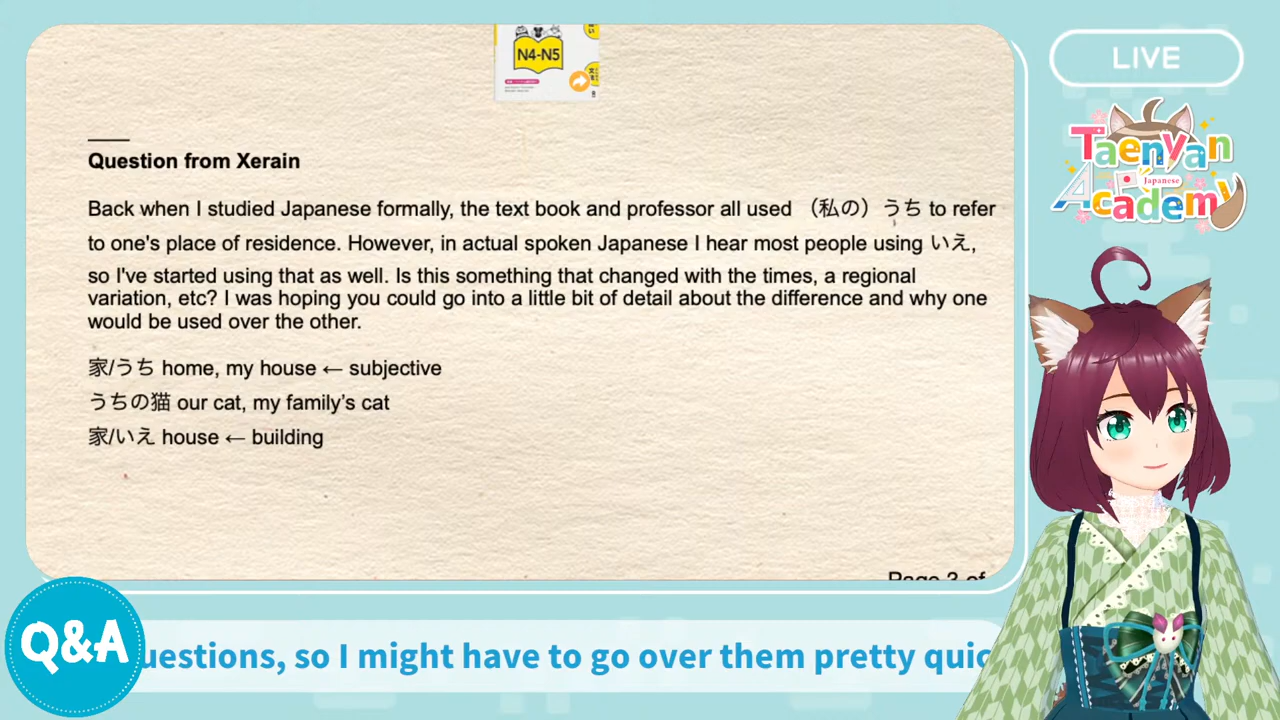 N4-N5
LIVE
Taenyan
Japanese
Academy
Question from Xerain
Back when I studied Japanese formally, the text book and professor all used （私の）うち to refer
to one's place of residence. However, in actual spoken Japanese I hear most people using いえ,
so I've started using that as well. Is this something that changed with the times, a regional
variation, etc? I was hoping you could go into a little bit of detail about the difference and why one
would be used over the other.
家/うち home, my house ← subjective
うちの猫 our cat, my family’s cat
家/いえ house ← building
Page 2 of
Q&A
uestions, so I might have to go over them pretty quic